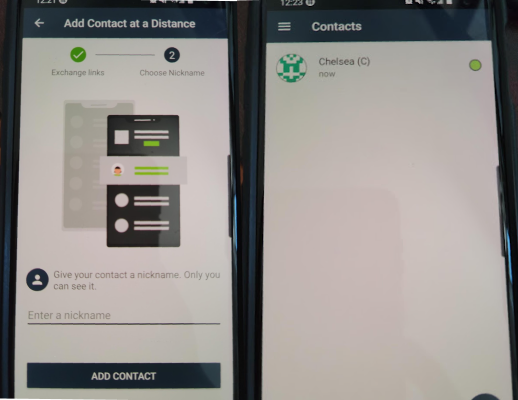 12:21
Add Contact at a Distance
2
Exchange links
Choose Nickname
Give your contact a nickname. Only you
can see it.
Enter a nickname
ADD CONTACT
12:23
Contacts
Chelsea (C)
now